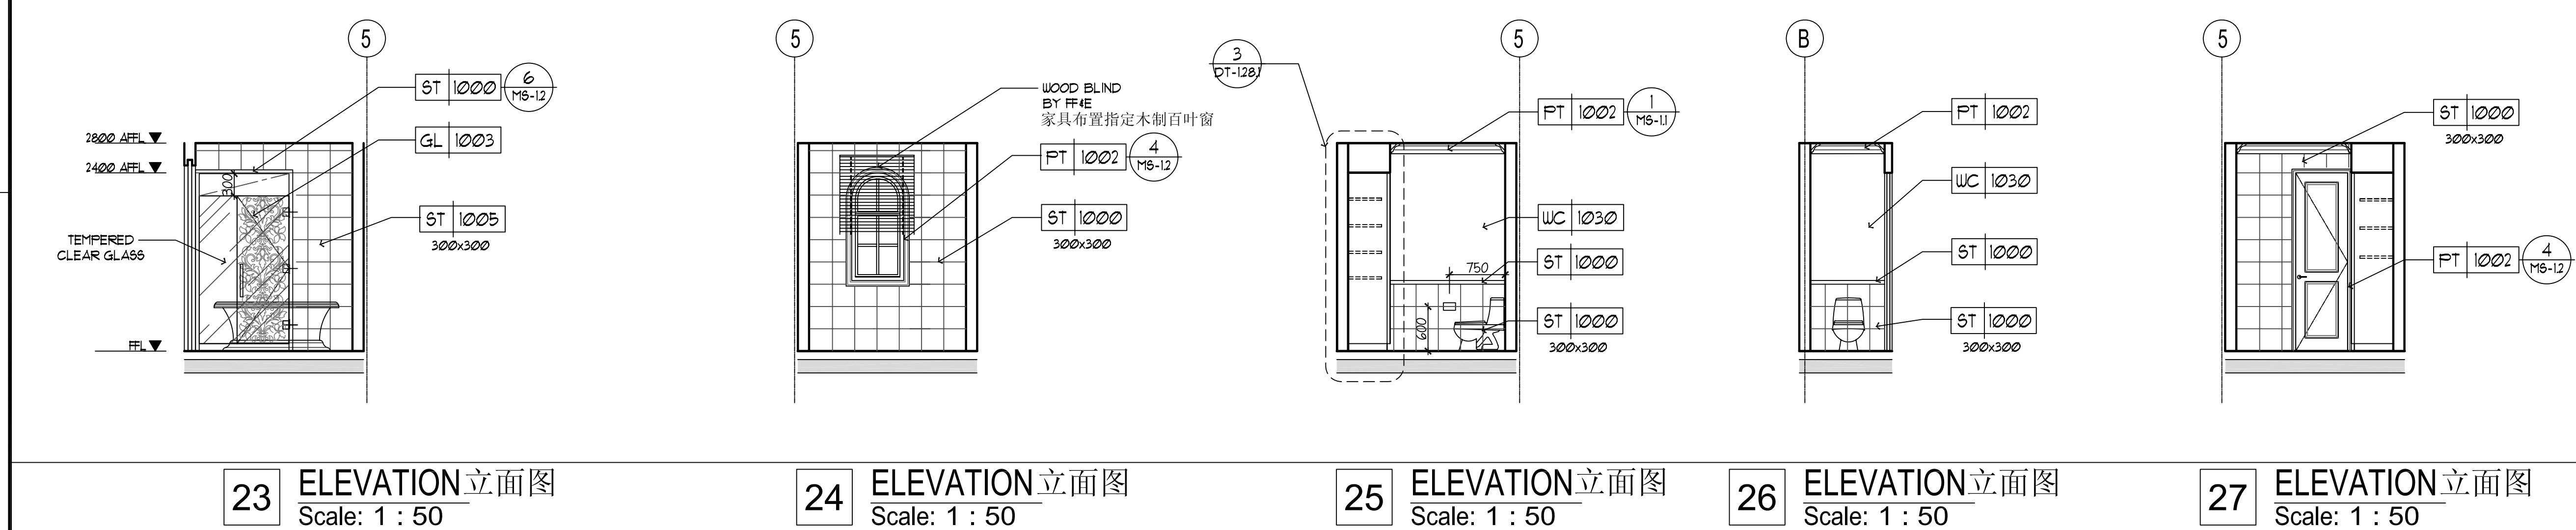 5
ST 1000
6
MS-1.2
GL 1003
2800 AFFL
2400 AFFL
300
ST 1005
300x300
TEMPERED
CLEAR GLASS
FFL
23
ELEVATION立面图
Scale: 1 : 50
5
WOOD BLIND
BY FF&E
家具布置指定木制百叶窗
PT 1002
4
MS-1.2
ST 1000
300x300
24
ELEVATION立面图
Scale: 1 : 50
3
DT-1.28.1
5
PT 1002
1
MS-1.1
WC 1030
ST 1000
750
600
ST 1000
300x300
25
ELEVATION立面图
Scale: 1 : 50
B
PT 1002
WC 1030
ST 1000
ST 1000
300x300
26
ELEVATION立面图
Scale: 1 : 50
5
ST 1000
300x300
PT 1002
4
MS-1.2
27
ELEVATION立面图
Scale: 1 : 50